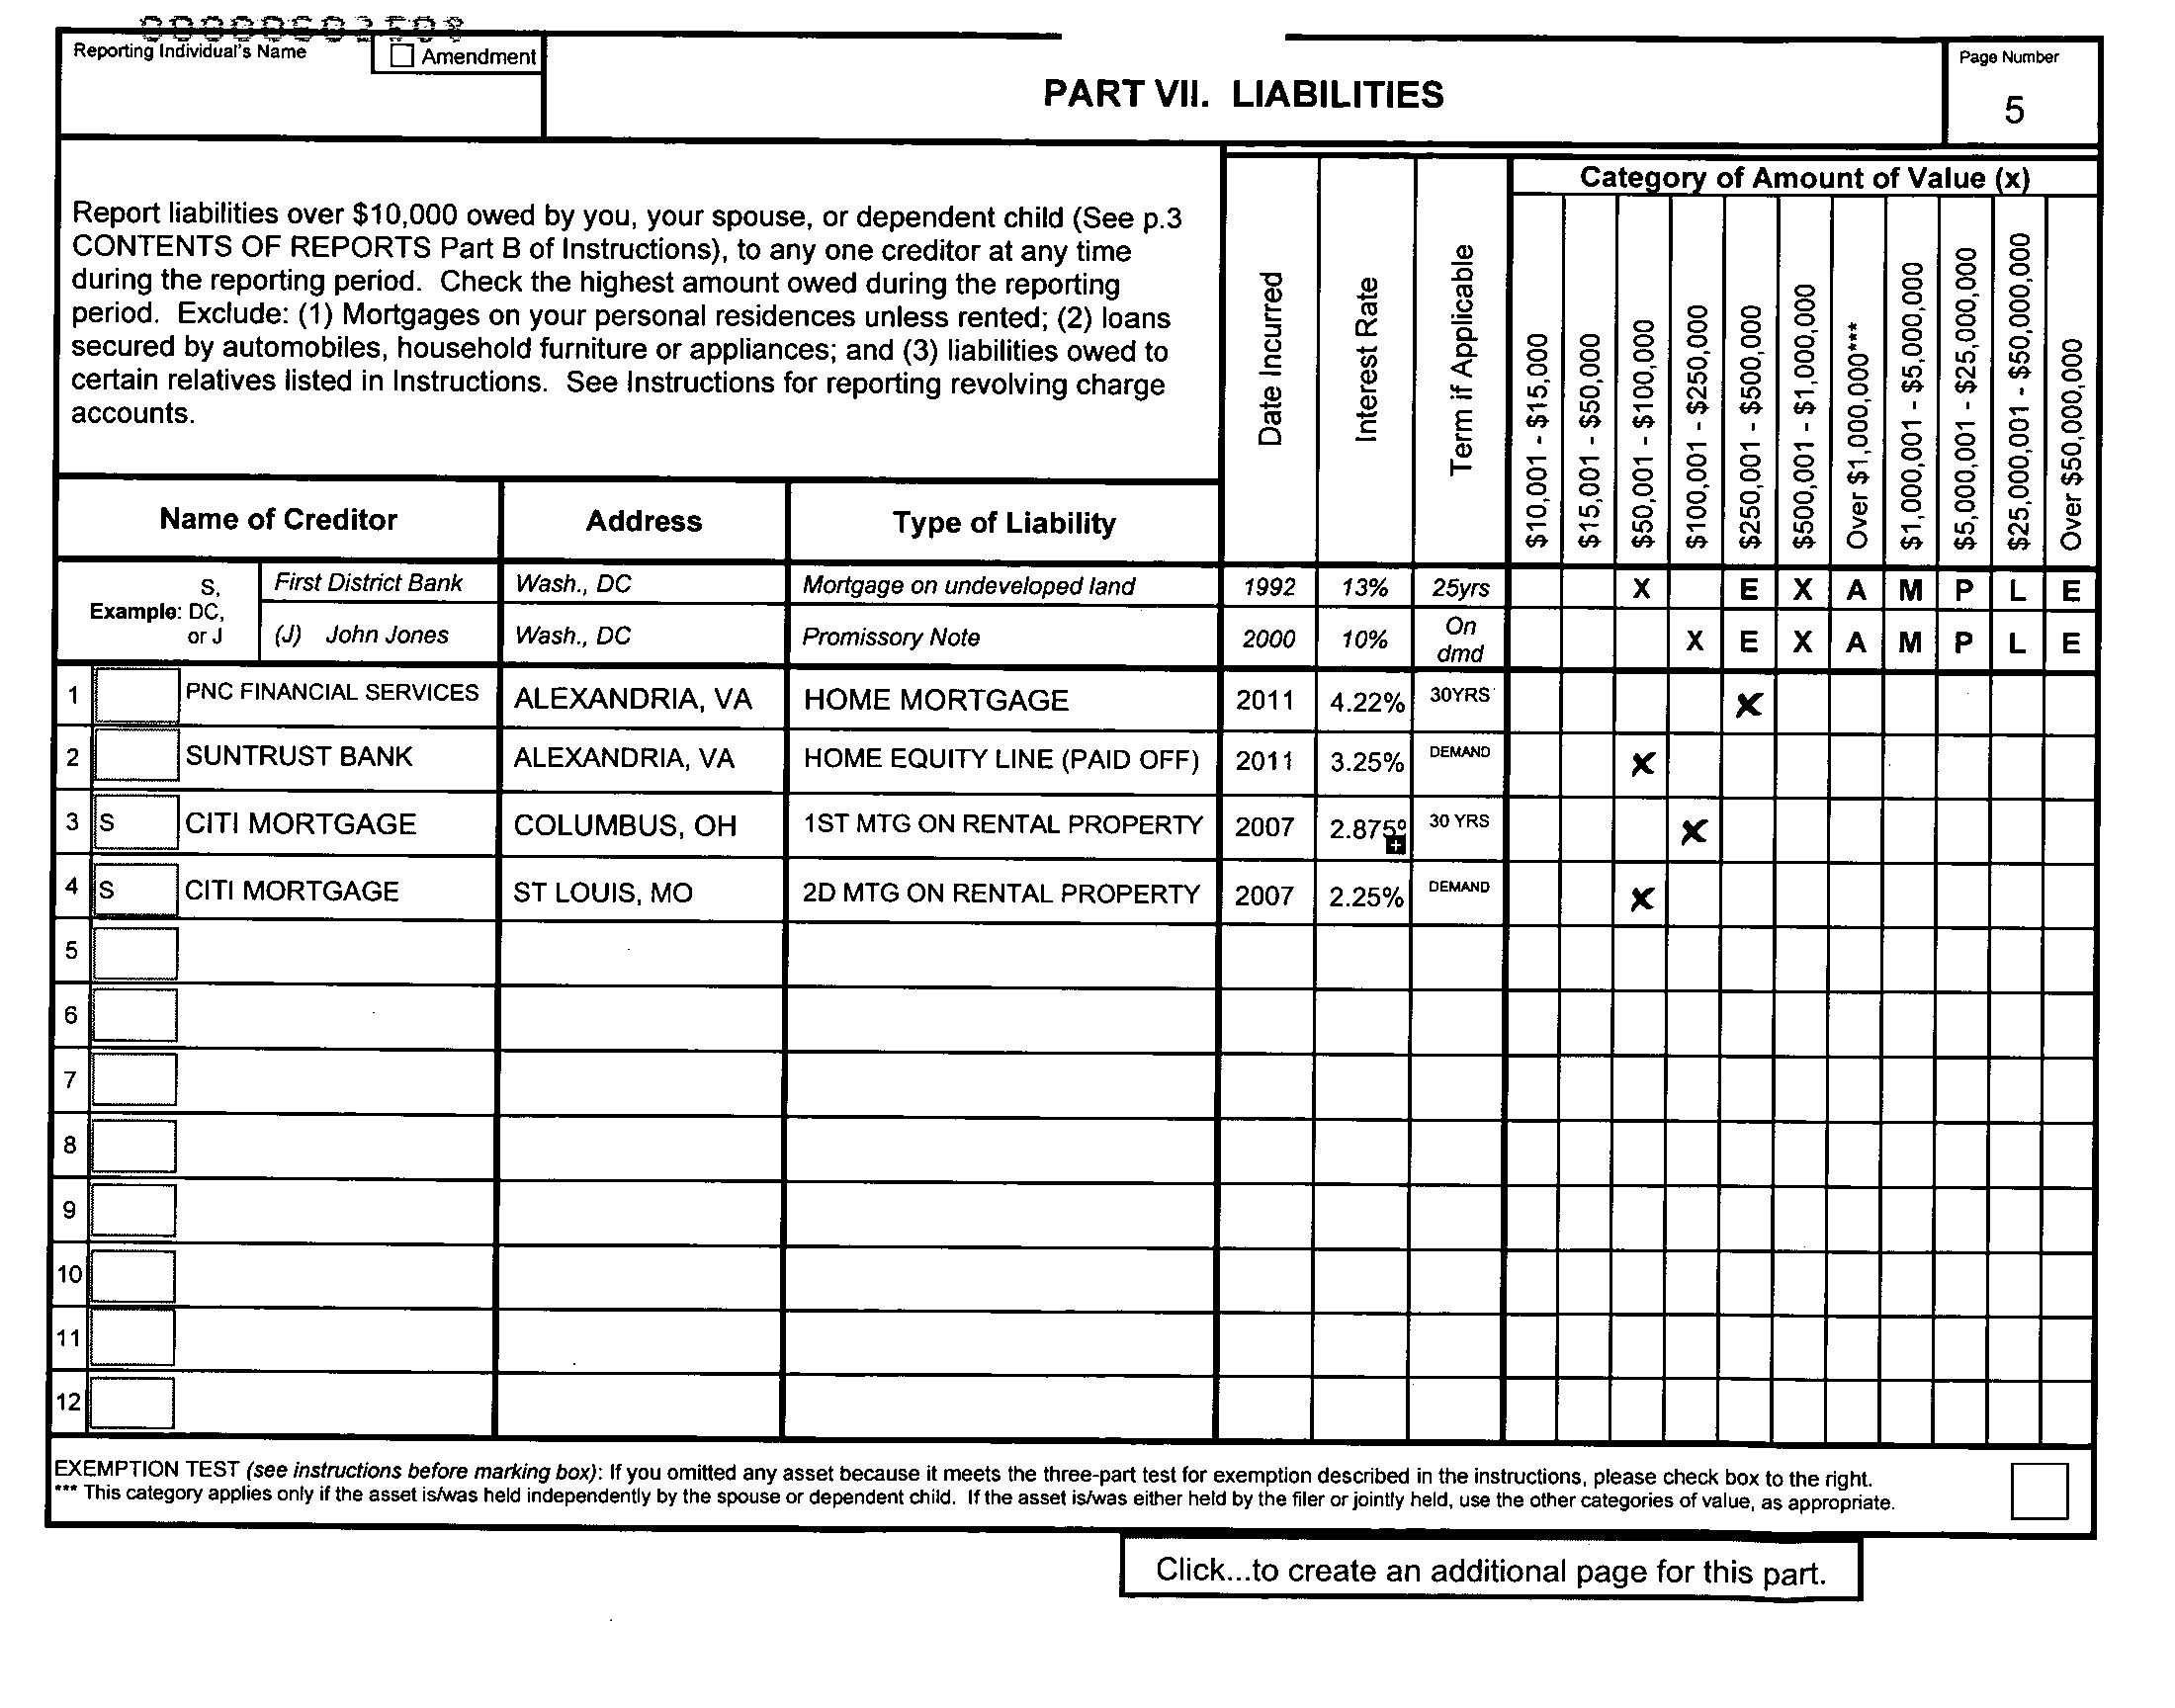 Reporting Individual's Name
Amendment
PART VII. LIABILITIES
Page Number
5
Report liabilities over $10,000 owed by you, your spouse, or dependent child (See p.3
CONTENTS OF REPORTS Part B of Instructions), to any one creditor at any time
during the reporting period. Check the highest amount owed during the reporting
period. Exclude: (1) Mortgages on your personal residences unless rented; (2) loans
secured by automobiles, household furniture or appliances; and (3) liabilities owed to
certain relatives listed in Instructions. See Instructions for reporting revolving charge
accounts.
Date Incurred
Interest Rate
Term if Applicable
Category of Amount of Value (x)
$10,001 - $15,000
$15,001 - $50,000
$50,001 - $100,000
$100,001 - $250,000
$250,001 - $500,000
$500,001 - $1,000,000
Over $1,000,000***
$1,000,001 - $5,000,000
$5,000,001 - $25,000,000
$25,000,001 - $50,000,000
Over $50,000,000
Name of Creditor Address Type of Liability
Example: S, DC, or J
First District Bank Wash., DC Mortgage on undeveloped land 1992 13% 25yrs X E X A M P L E
(J) John Jones Wash., DC Promissory Note 2000 10% On dmd X E X A M P L E
1 PNC FINANCIAL SERVICES ALEXANDRIA, VA HOME MORTGAGE 2011 4.22% 30YRS X
2 SUNTRUST BANK ALEXANDRIA, VA HOME EQUITY LINE (PAID OFF) 2011 3.25% DEMAND X
3 S CITI MORTGAGE COLUMBUS, OH 1ST MTG ON RENTAL PROPERTY 2007 2.875 30 YRS X
4 S CITI MORTGAGE ST LOUIS, MO 2D MTG ON RENTAL PROPERTY 2007 2.25% DEMAND X
5
6
7
8
9
10
11
12
EXEMPTION TEST (see instructions before marking box): If you omitted any asset because it meets the three-part test for exemption described in the instructions, please check box to the right.
*** This category applies only if the asset is/was held independently by the spouse or dependent child. If the asset is/was either held by the filer or jointly held, use the other categories of value, as appropriate.
Click...to create an additional page for this part.